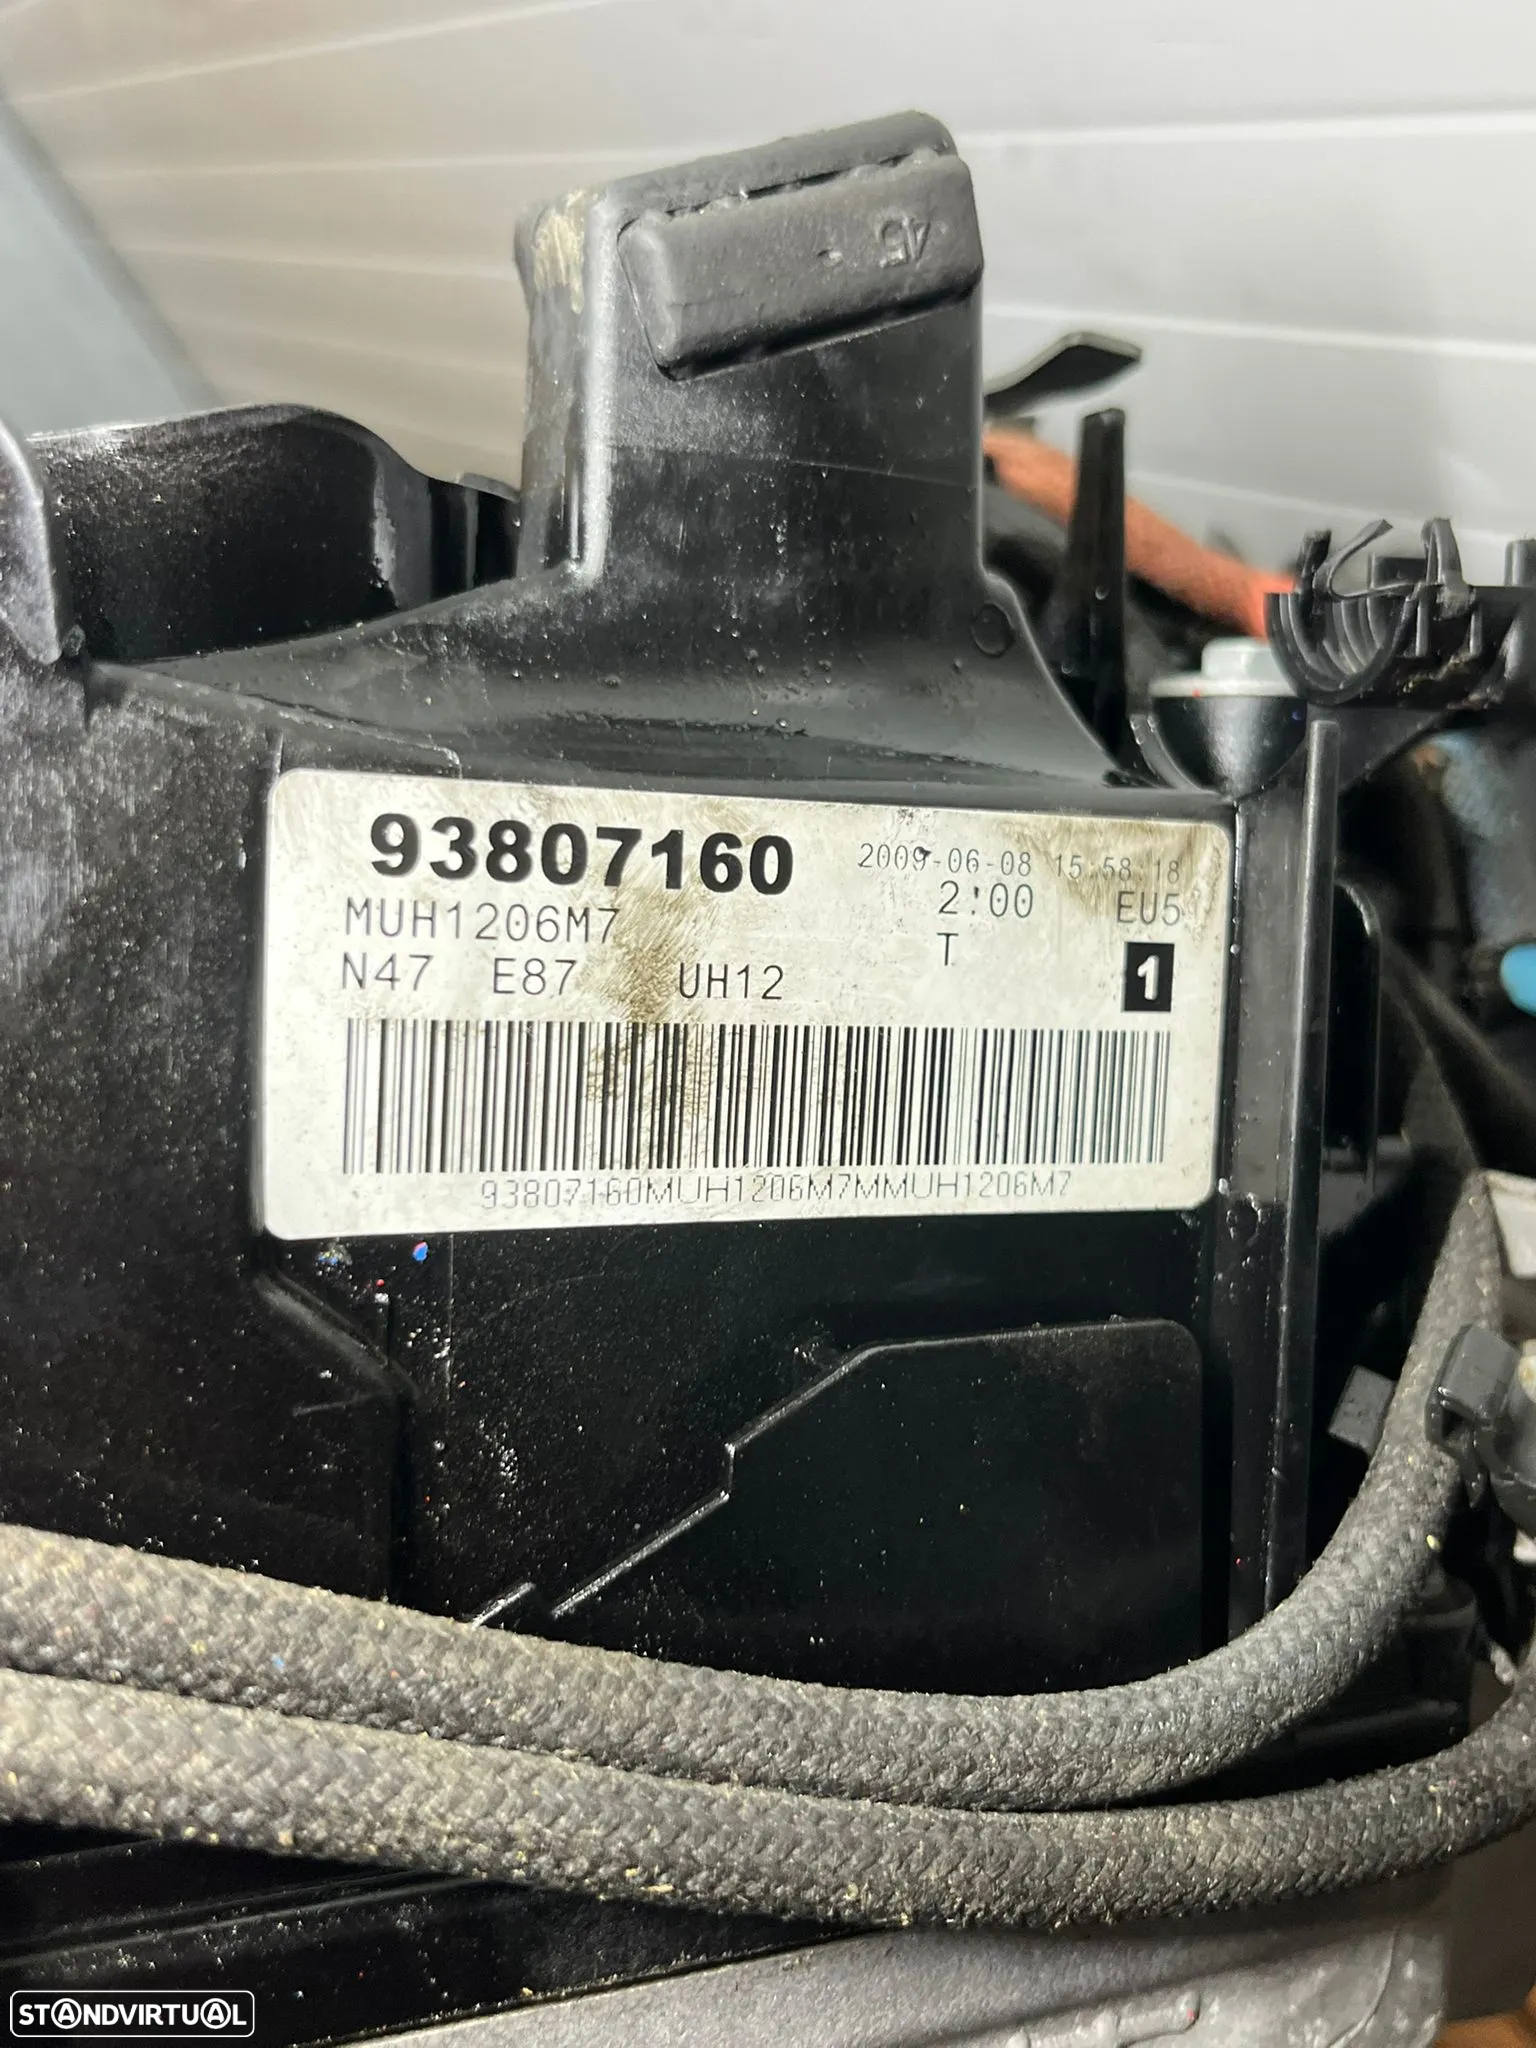 45
93807160
2009-06-08 15:58:18
MUH1206M7
2:00
EU5
N47 E87 UH12
T
1
93807160MUH1206M7MMUH1206M7
STANDVIRTUAL